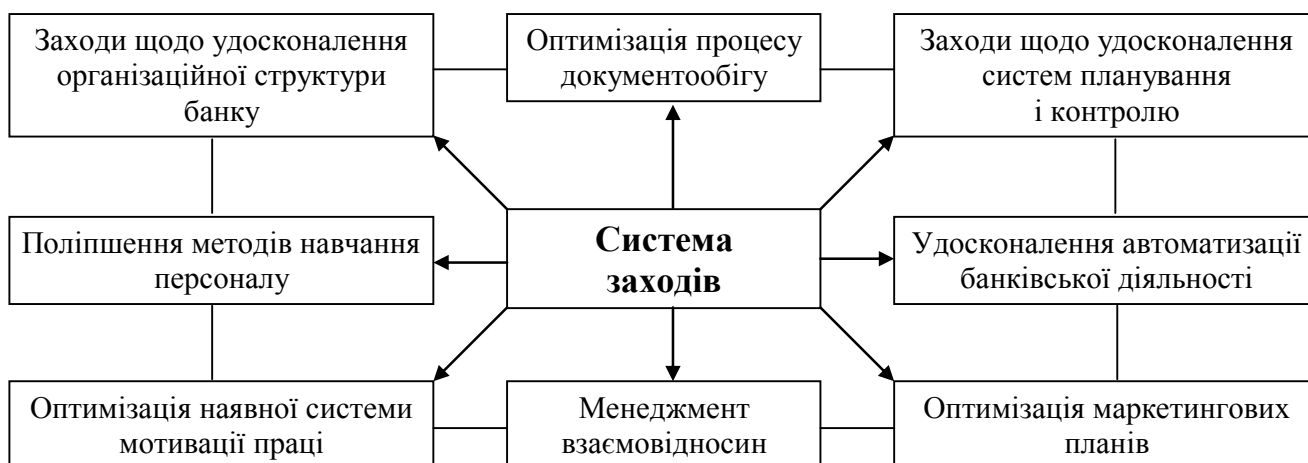 Заходи щодо удосконалення
організаційної структури
банку
Оптимізація процесу
документообігу
Заходи щодо удосконалення
систем планування
і контролю
Поліпшення методів навчання
персоналу
Система
заходів
Удосконалення автоматизації
банківської діяльності
Оптимізація наявної системи
мотивації праці
Менеджмент
взаємовідносин
Оптимізація маркетингових
планів